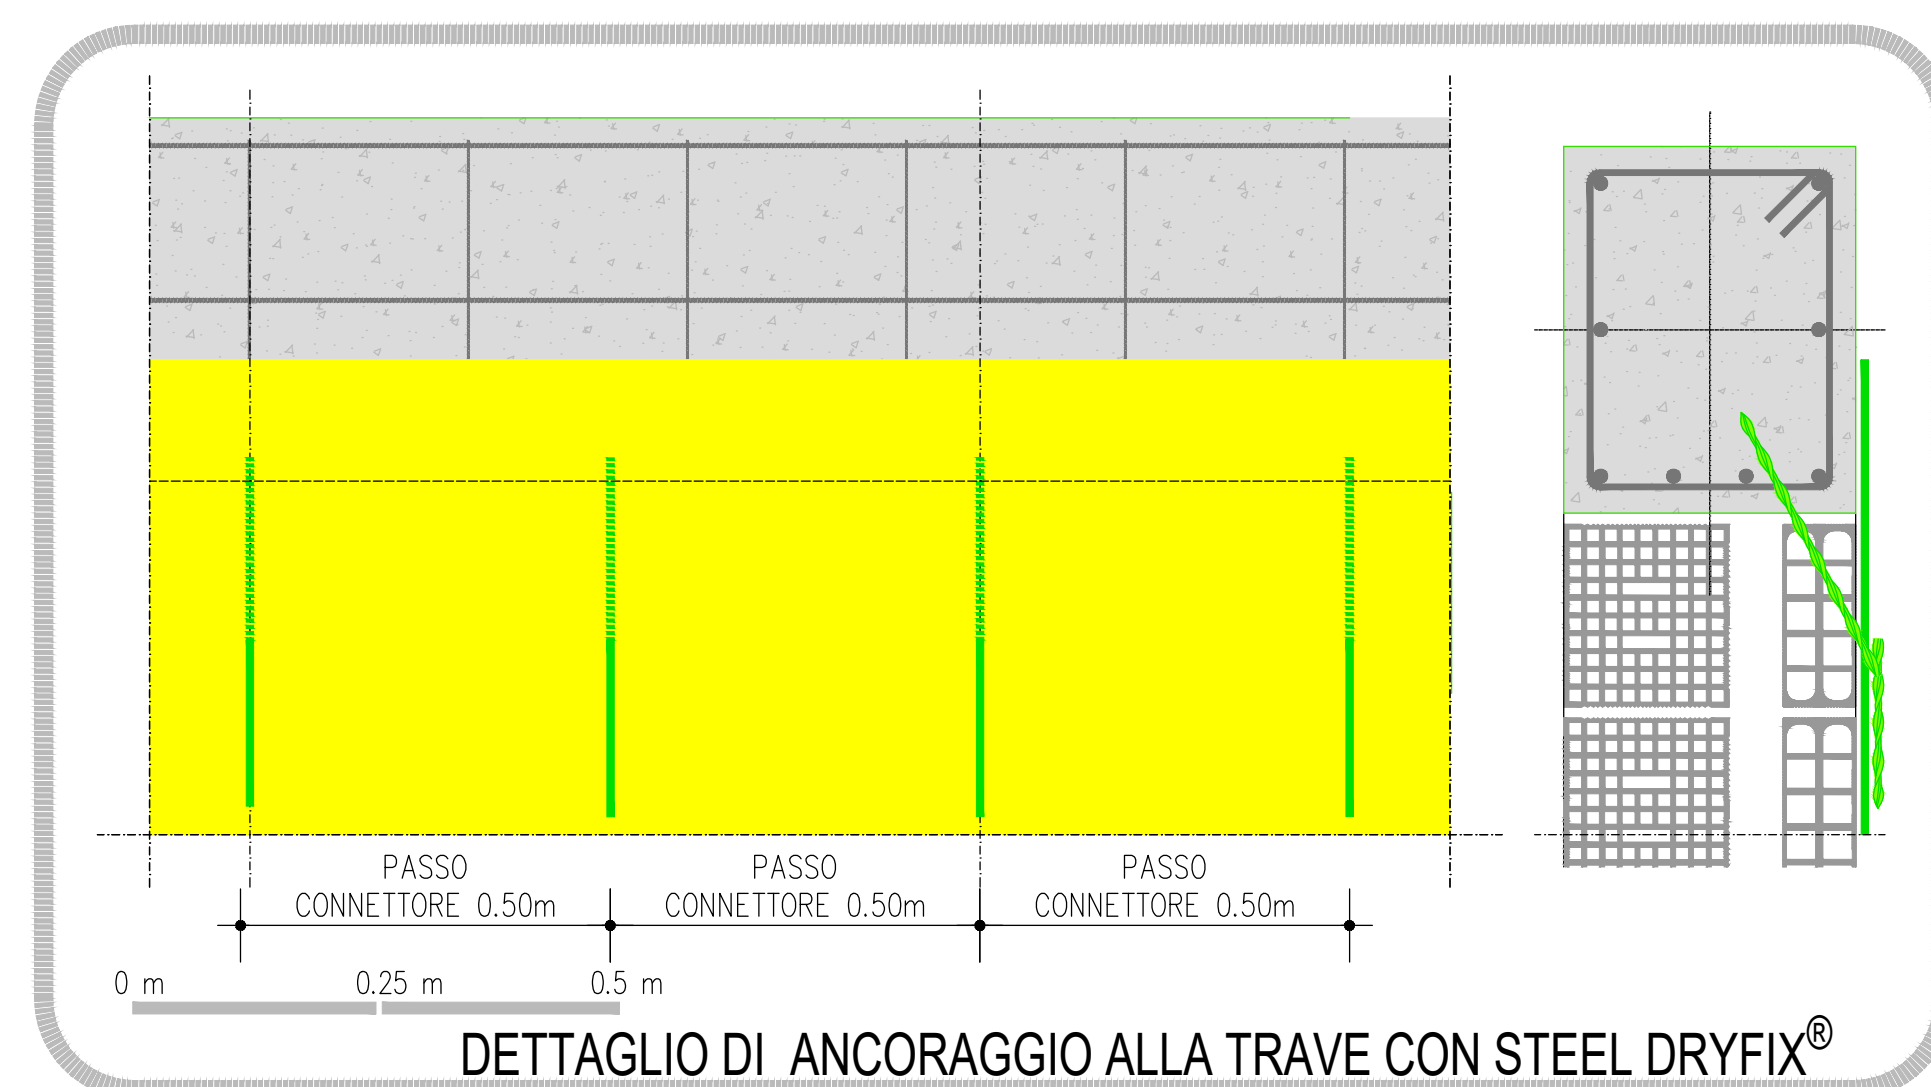 PASSO
CONNETTORE 0.50m
PASSO
CONNETTORE 0.50m
PASSO
CONNETTORE 0.50m
0 m 0.25 m 0.5 m
DETTAGLIO DI ANCORAGGIO ALLA TRAVE CON STEEL DRYFIX®